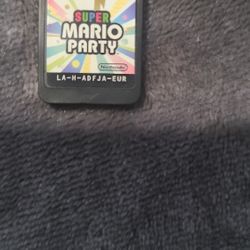 SUPER
MARIO
PARTY
Nintendo
LA-H-ADFJA-EUR